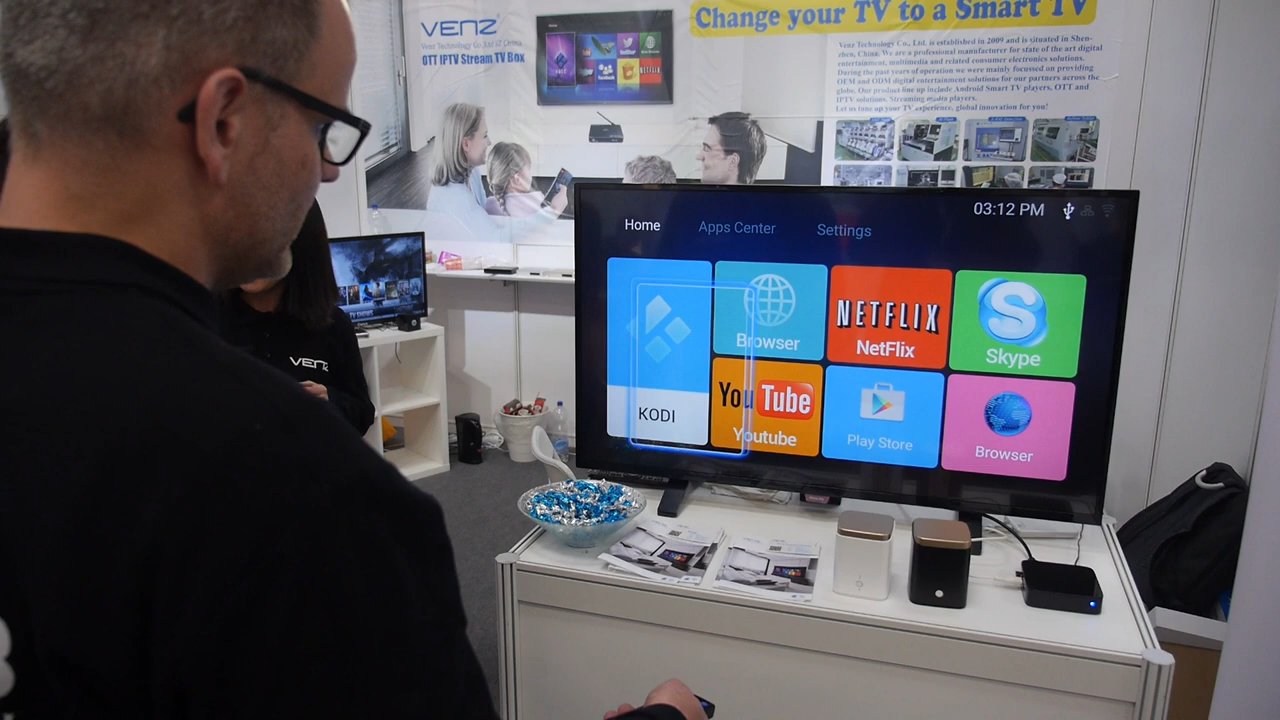 VENZ
Venz Technology Co.,Ltd of China
OTT IPTV Stream TV Box
Change your TV to a Smart TV
Venz Technology Co., Ltd. is established in 2009 and is situated in Shen-
zhen, China. We are a professional manufacturer for state of the art digital
entertainment, multimedia and related consumer electronics solutions.
During the past years of operation we were mainly focussed on providing
OEM and ODM digital entertainment solutions for our partners across the
globe. Our product line up include Android Smart TV players, OTT and
IPTV solutions, Streaming media players.
Let us tune up your TV experience, global innovation for you!
KODI
NETFLIX
TV SHOWS
VENZ
03:12 PM
Home
Apps Center
Settings
KODI
Browser
NETFLIX
NetFlix
Skype
YouTube
Youtube
Play Store
Browser